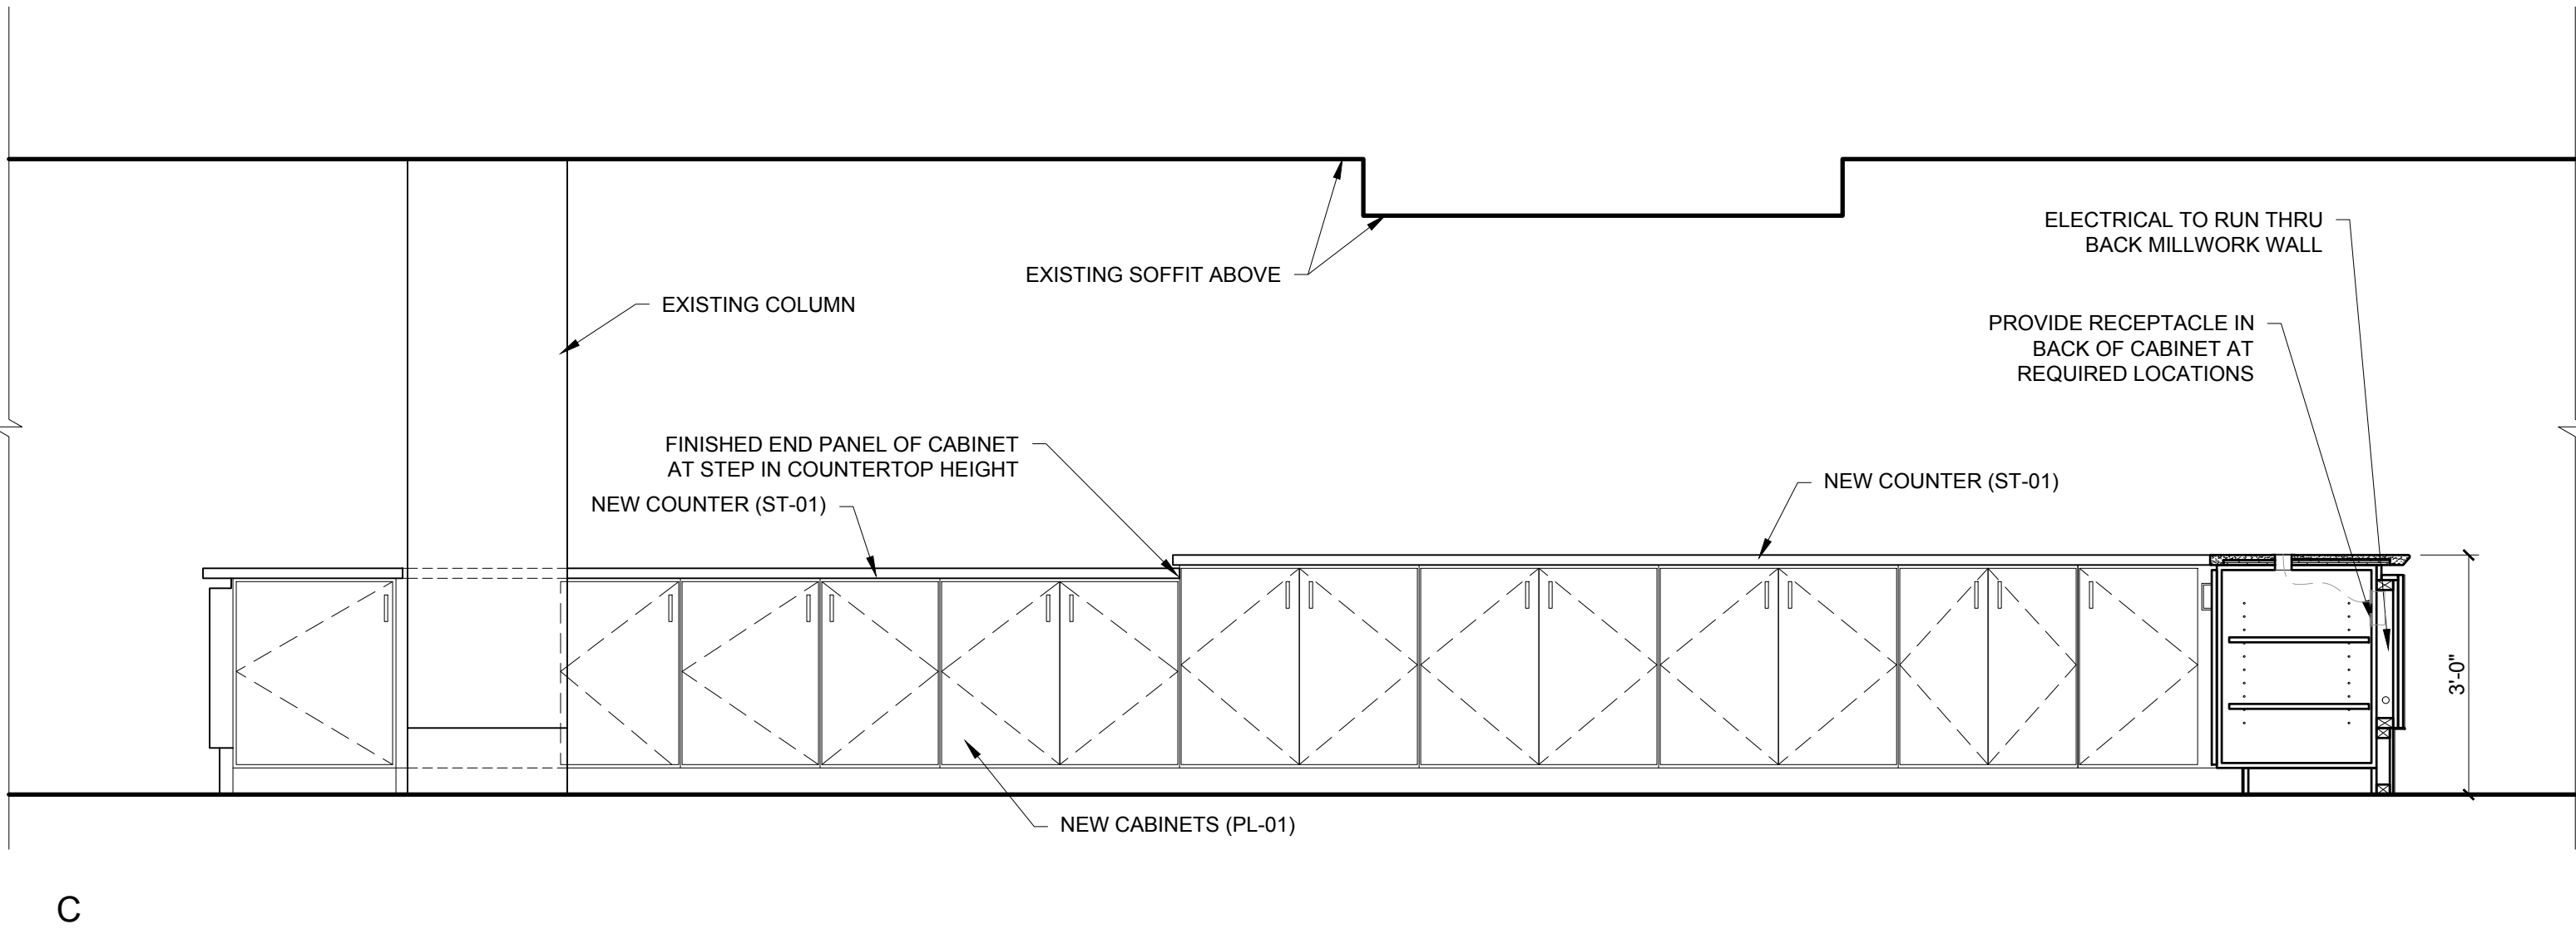 ELECTRICAL TO RUN THRU
BACK MILLWORK WALL
EXISTING SOFFIT ABOVE
EXISTING COLUMN
PROVIDE RECEPTACLE IN
BACK OF CABINET AT
REQUIRED LOCATIONS
FINISHED END PANEL OF CABINET
AT STEP IN COUNTERTOP HEIGHT
NEW COUNTER (ST-01)
NEW COUNTER (ST-01)
3'-0"
NEW CABINETS (PL-01)
C